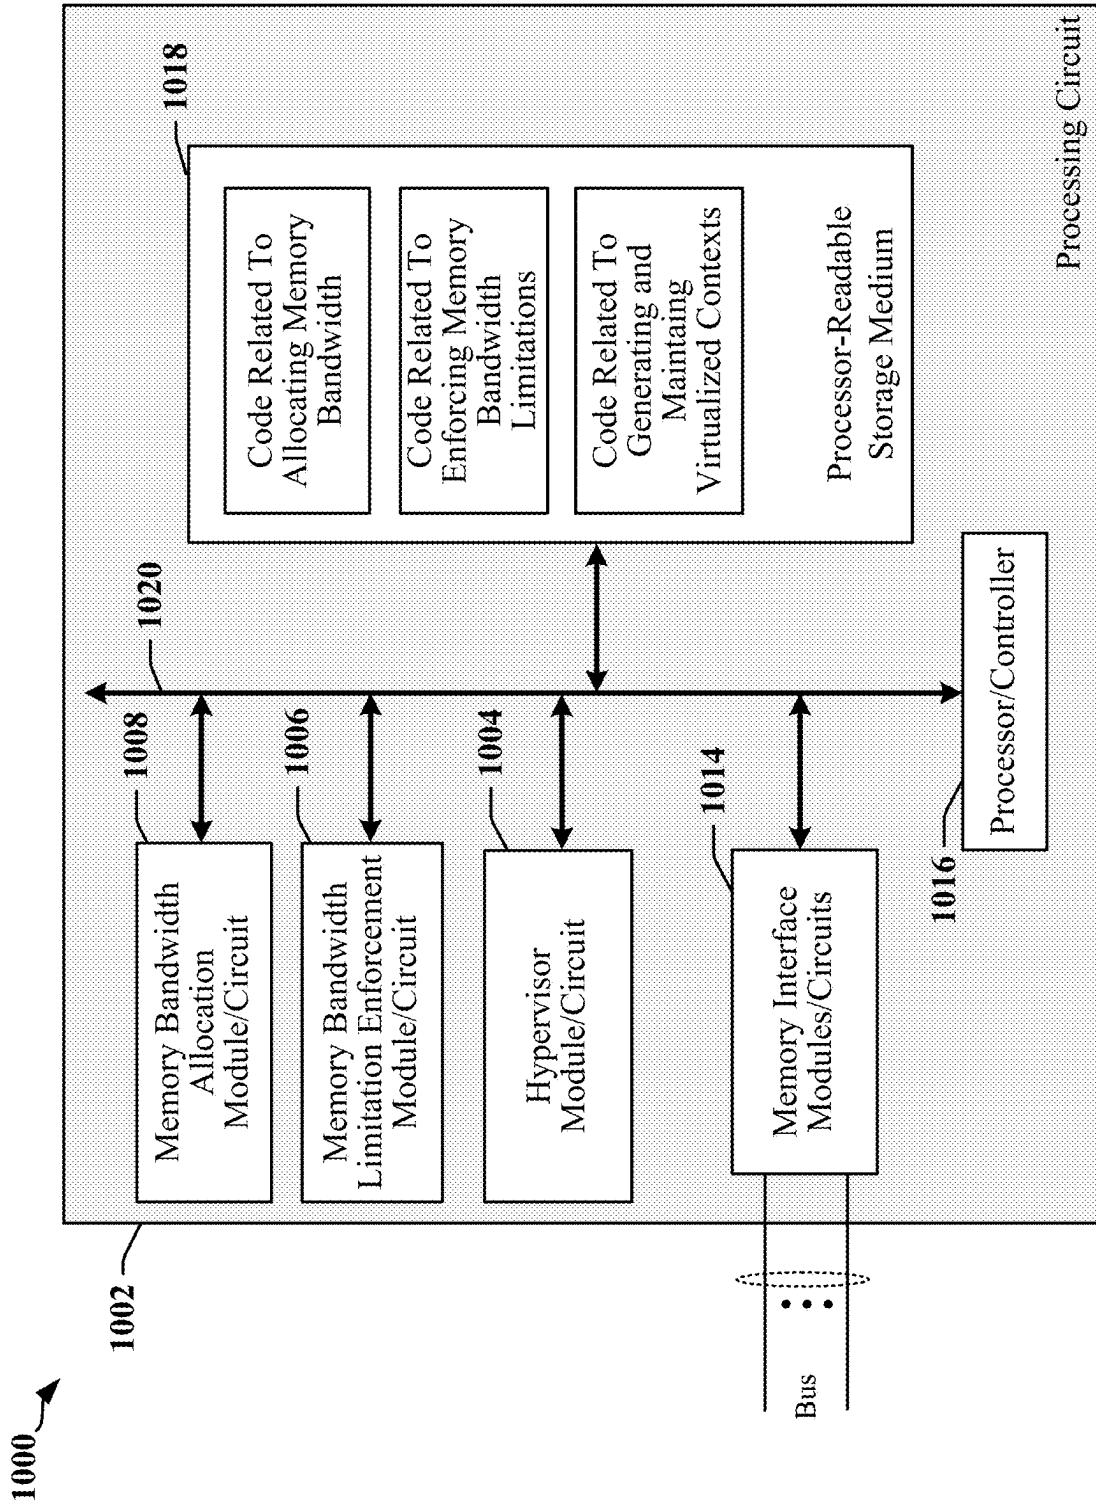 1000
1002
1008
Memory Bandwidth
Allocation
Module/Circuit
1006
Memory Bandwidth
Limitation Enforcement
Module/Circuit
1004
Hypervisor
Module/Circuit
1014
Memory Interface
Modules/Circuits
Bus
1020
1016
Processor/Controller
1018
Code Related To
Allocating Memory
Bandwidth
Code Related To
Enforcing Memory
Bandwidth
Limitations
Code Related To
Generating and
Maintaing
Virtualized Contexts
Processor-Readable
Storage Medium
Processing Circuit